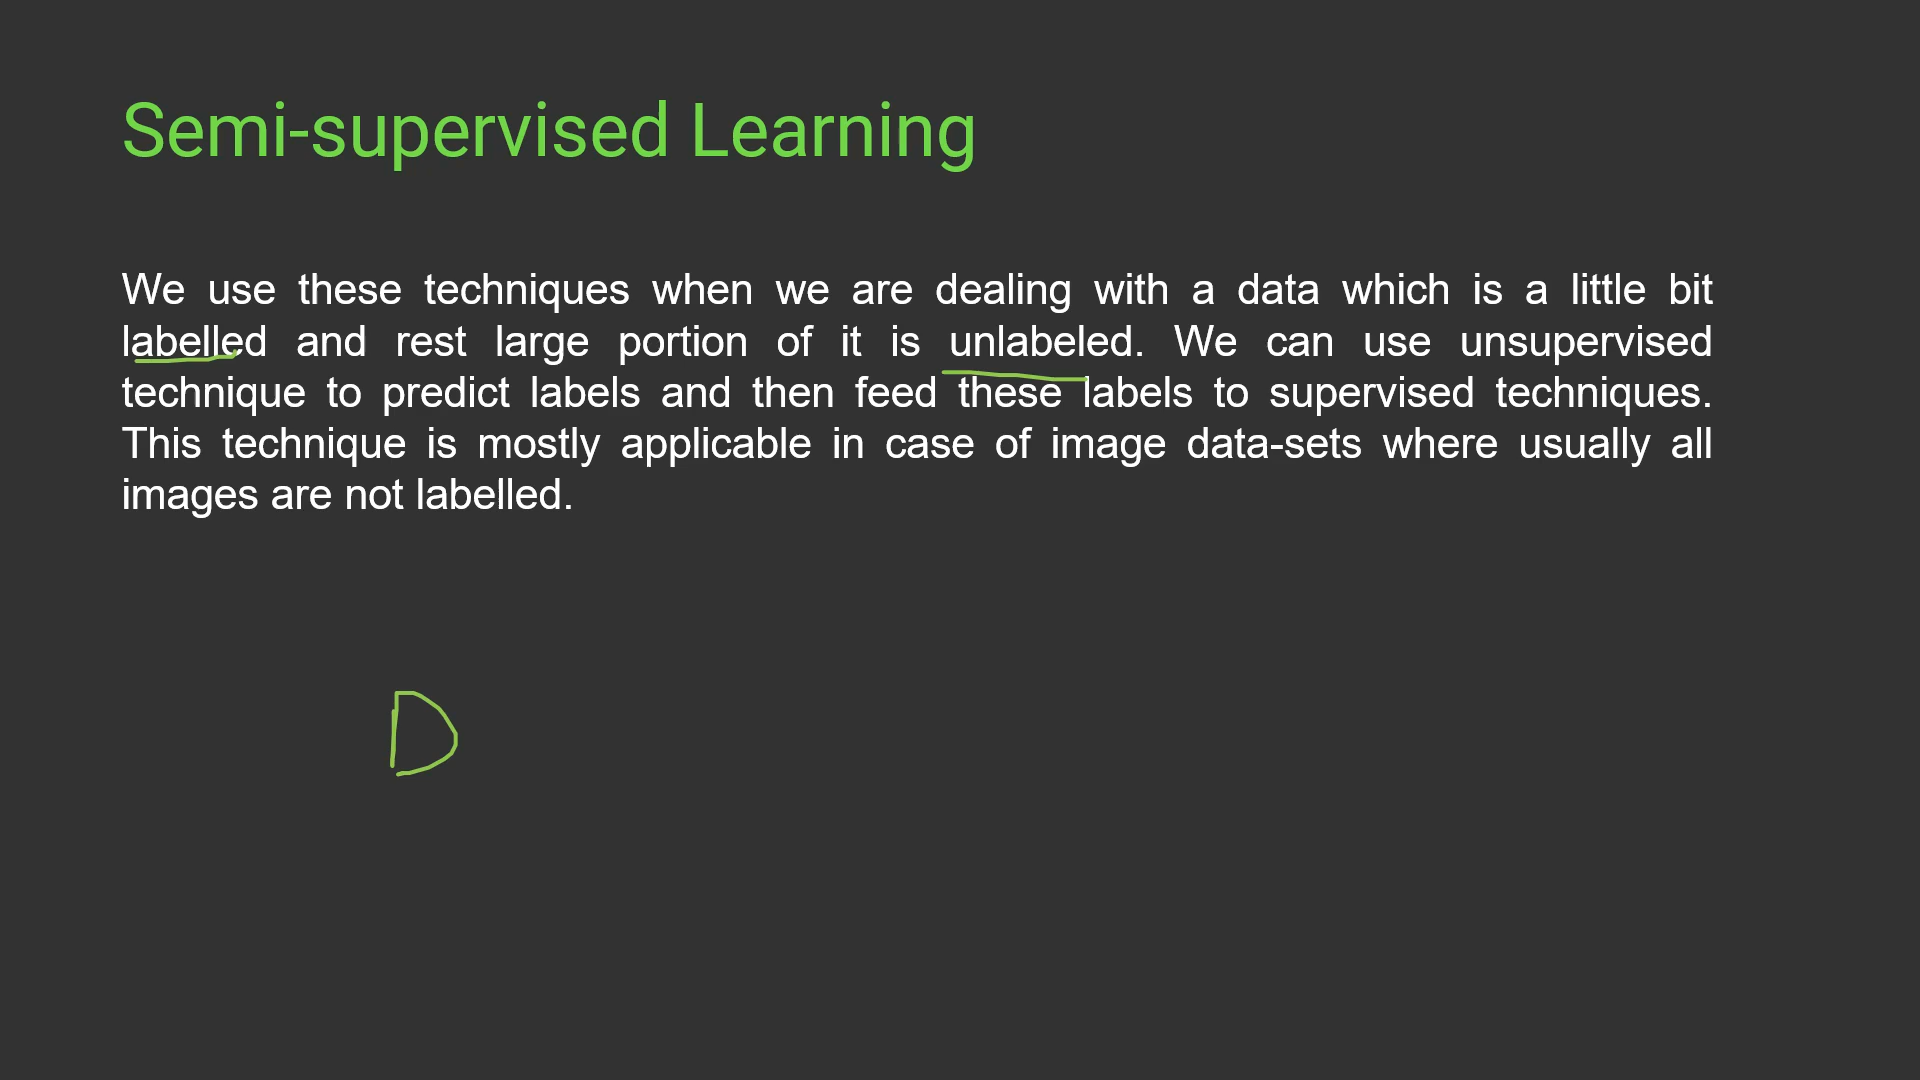 Semi-supervised Learning
We use these techniques when we are dealing with a data which is a little bit
labelled and rest large portion of it is unlabeled. We can use unsupervised
technique to predict labels and then feed these labels to supervised techniques.
This technique is mostly applicable in case of image data-sets where usually all
images are not labelled.
D